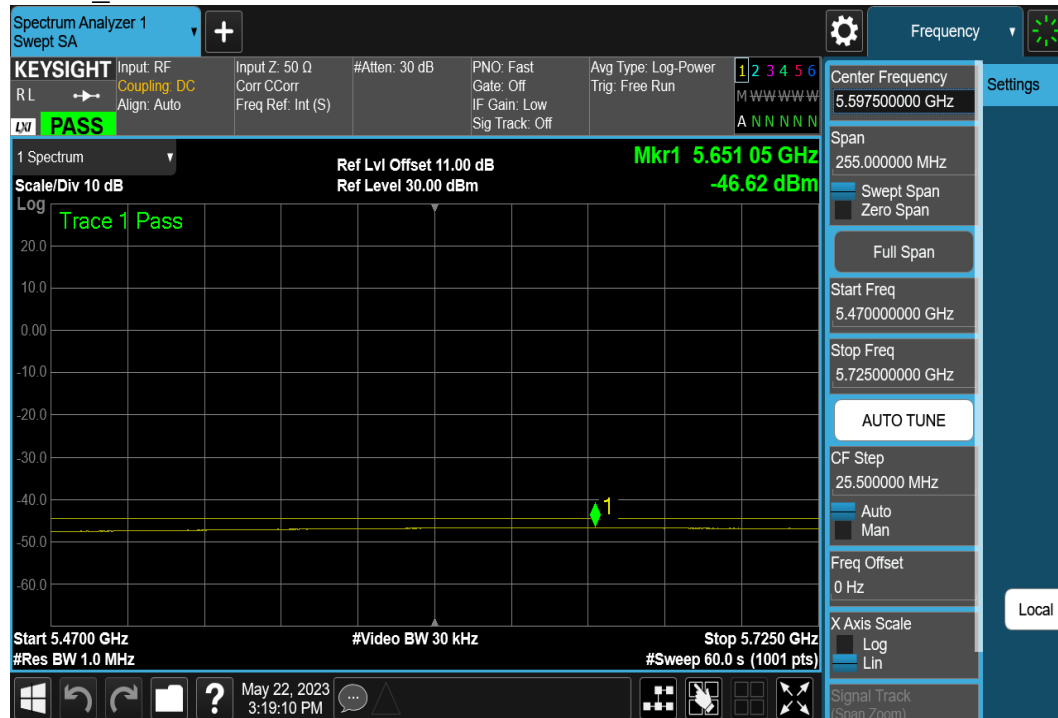 Spectrum Analyzer 1
Swept SA
+
Frequency
KEYSIGHT
R L
LXI
PASS
Input: RF
Coupling: DC
Align: Auto
Input Z: 50 Ω
Corr CCorr
Freq Ref: Int (S)
#Atten: 30 dB
PNO: Fast
Gate: Off
IF Gain: Low
Sig Track: Off
Avg Type: Log-Power
Trig: Free Run
1 2 3 4 5 6
M W W W W W
A N N N N N
1 Spectrum
Scale/Div 10 dB
Ref Lvl Offset 11.00 dB
Ref Level 30.00 dBm
Mkr1 5.651 05 GHz
-46.62 dBm
Log
Trace 1 Pass
20.0
10.0
0.00
-10.0
-20.0
-30.0
-40.0
-50.0
-60.0
1
Start 5.4700 GHz
#Res BW 1.0 MHz
#Video BW 30 kHz
Stop 5.7250 GHz
#Sweep 60.0 s (1001 pts)
?
May 22, 2023
3:19:10 PM
Center Frequency
5.597500000 GHz
Span
255.000000 MHz
Swept Span
Zero Span
Full Span
Start Freq
5.470000000 GHz
Stop Freq
5.725000000 GHz
AUTO TUNE
CF Step
25.500000 MHz
Auto
Man
Freq Offset
0 Hz
X Axis Scale
Log
Lin
Signal Track
(Span Zoom)
Settings
Local